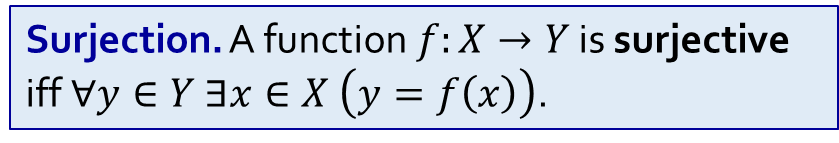 Surjection. A function 𝑓: 𝑋 → 𝑌 is surjective
iff ∀𝑦 ∈ 𝑌 ∃𝑥 ∈ 𝑋 (𝑦 = 𝑓(𝑥)).